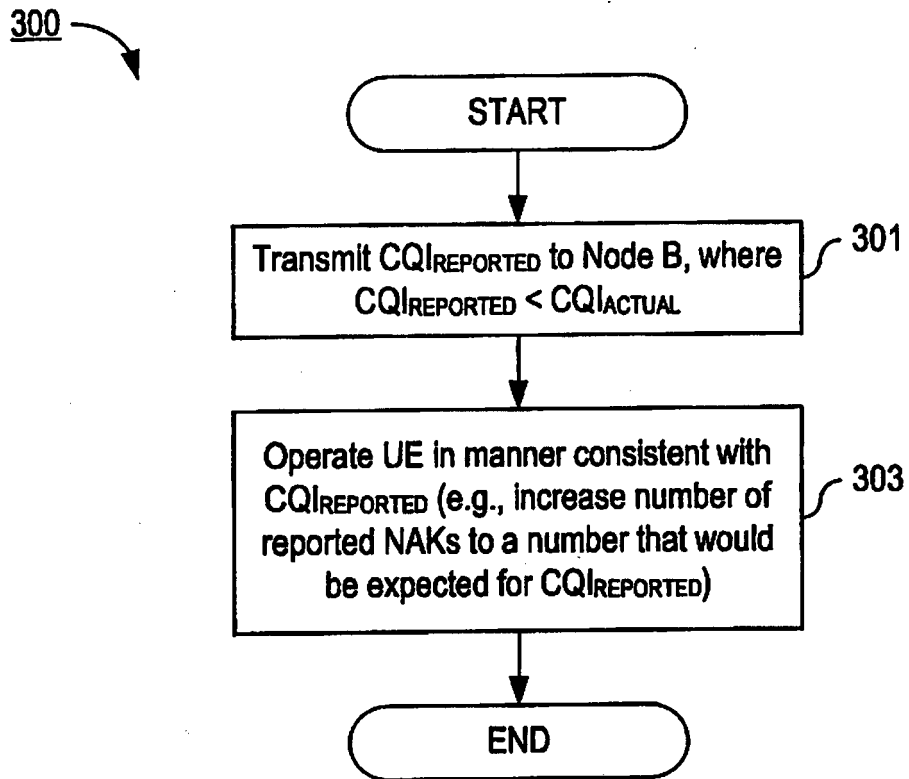 300
START
Transmit CQIREPORTED to Node B, where
CQIREPORTED < CQIACTUAL
301
Operate UE in manner consistent with
CQIREPORTED (e.g., increase number of
reported NAKs to a number that would
be expected for CQIREPORTED)
303
END